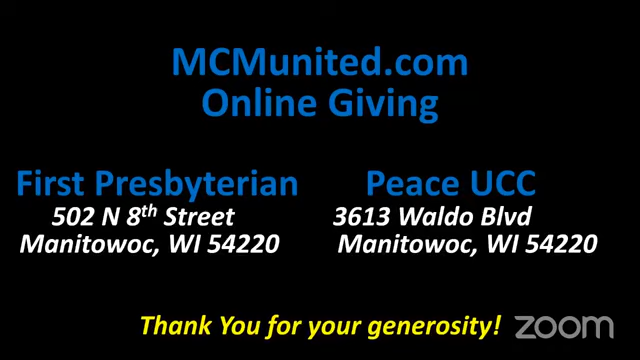 MCMunited.com
Online Giving
First Presbyterian
502 N 8th Street
Manitowoc, WI 54220
Peace UCC
3613 Waldo Blvd
Manitowoc, WI 54220
Thank You for your generosity!
zoom